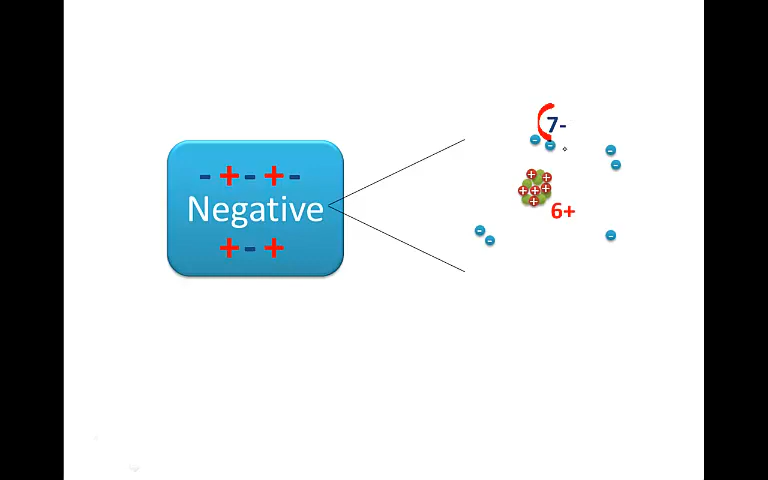 - + - + -
Negative
+ - +
7-
6+